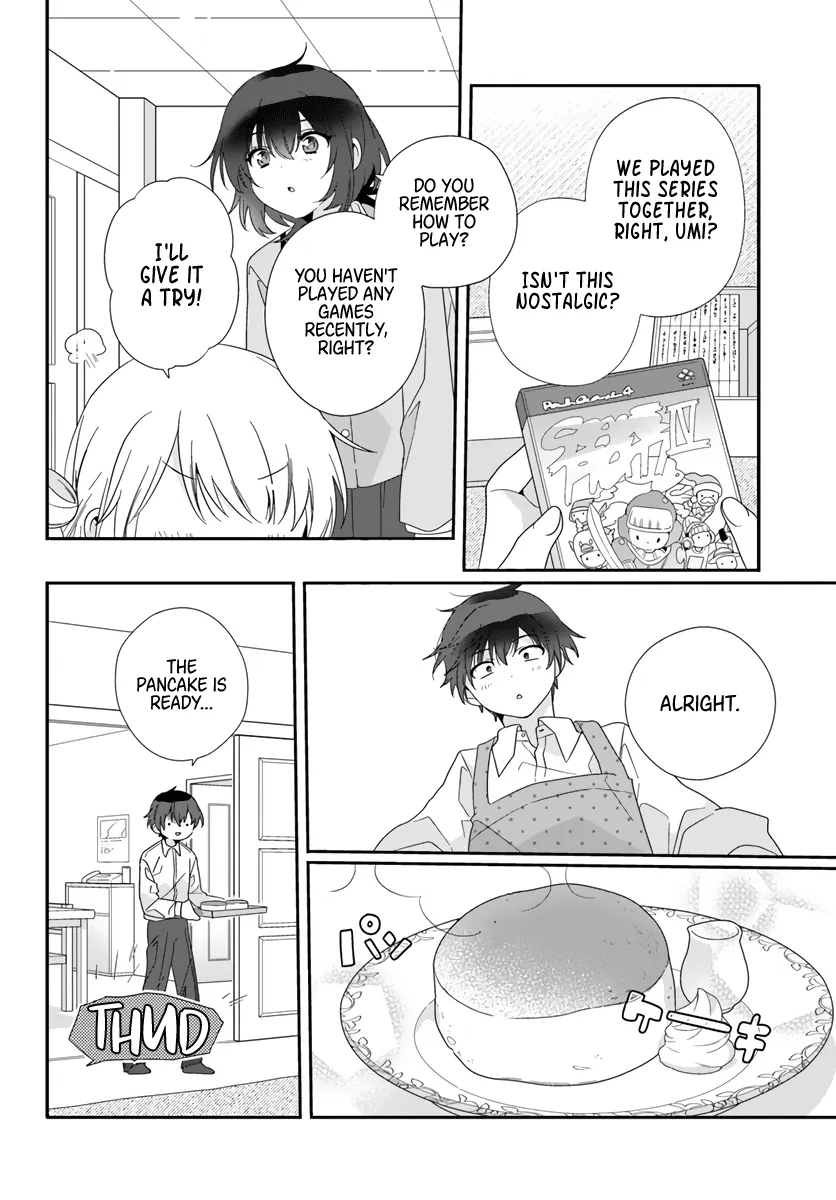 WE PLAYED
THIS SERIES
TOGETHER,
RIGHT, UMI?
ISN'T THIS
NOSTALGIC?
DO YOU
REMEMBER
HOW TO
PLAY?
YOU HAVEN'T
PLAYED ANY
GAMES
RECENTLY,
RIGHT?
I'LL
GIVE IT
A TRY!
ALRIGHT.
パン
ケーキ
THE
PANCAKE IS
READY...
THUD